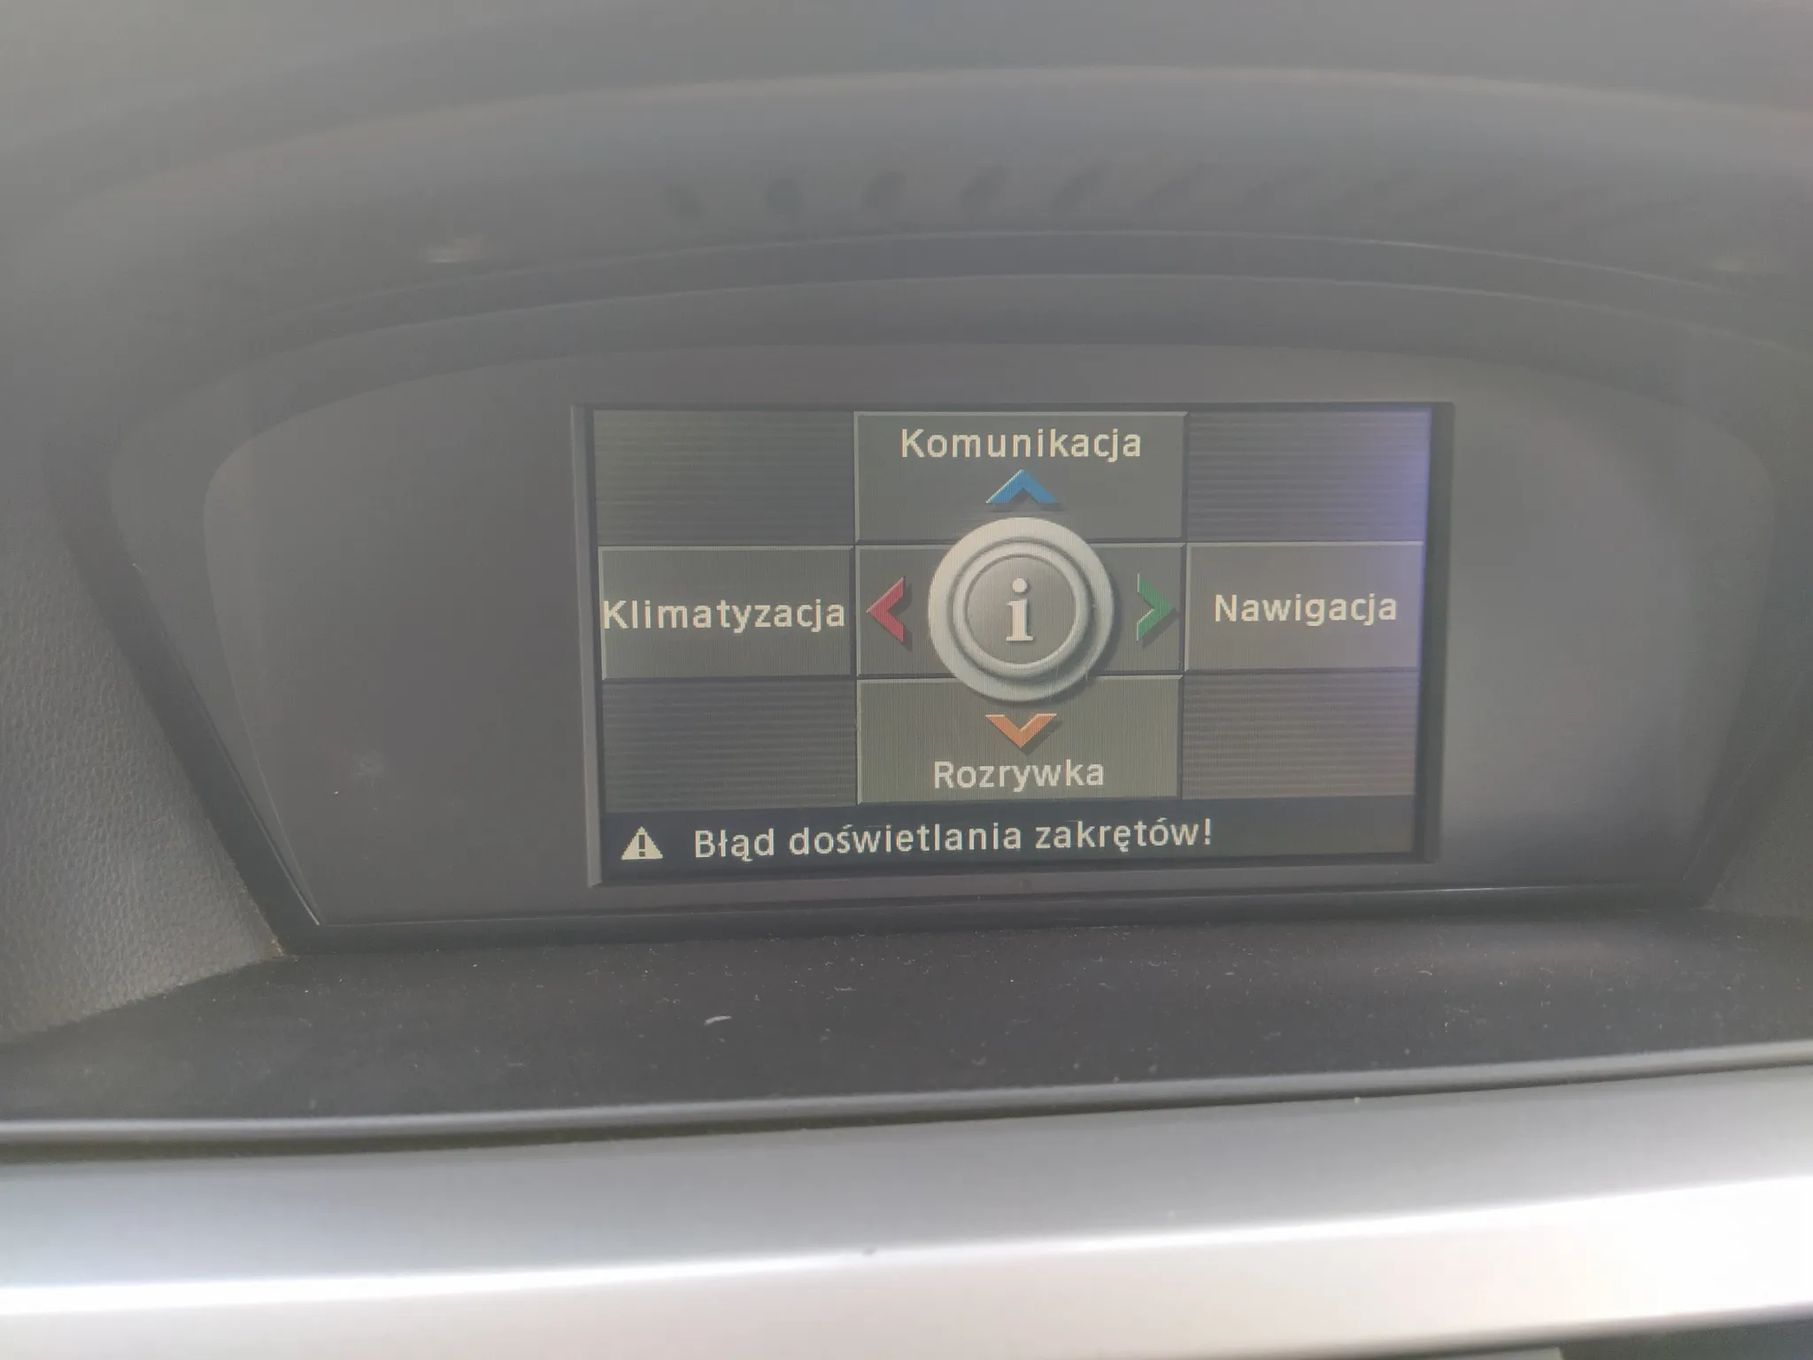 Komunikacja
Klimatyzacja
i
Nawigacja
Rozrywka
Błąd doświetlania zakrętów!